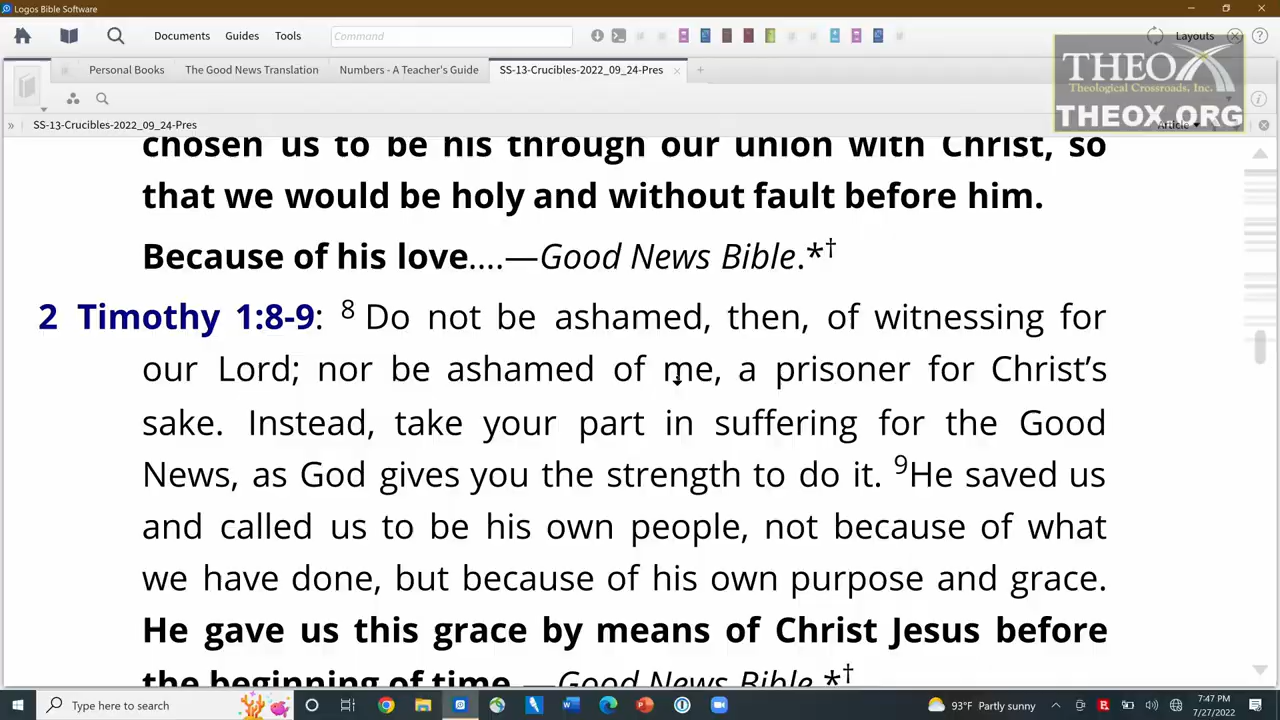 Logos Bible Software
Documents Guides Tools Command Layouts
THEOX
Theological Crossroads, Inc.
THEOX.ORG
Personal Books The Good News Translation Numbers - A Teacher's Guide SS-13-Crucibles-2022_09_24-Pres
SS-13-Crucibles-2022_09_24-Pres Article
chosen us to be his through our union with Christ, so
that we would be holy and without fault before him.
Because of his love....—Good News Bible.*†
2 Timothy 1:8-9: 8 Do not be ashamed, then, of witnessing for
our Lord; nor be ashamed of me, a prisoner for Christ's
sake. Instead, take your part in suffering for the Good
News, as God gives you the strength to do it. 9He saved us
and called us to be his own people, not because of what
we have done, but because of his own purpose and grace.
He gave us this grace by means of Christ Jesus before
the beginning of time.—Good News Bible.*†
Type here to search 93°F Partly sunny 7:47 PM
7/27/2022